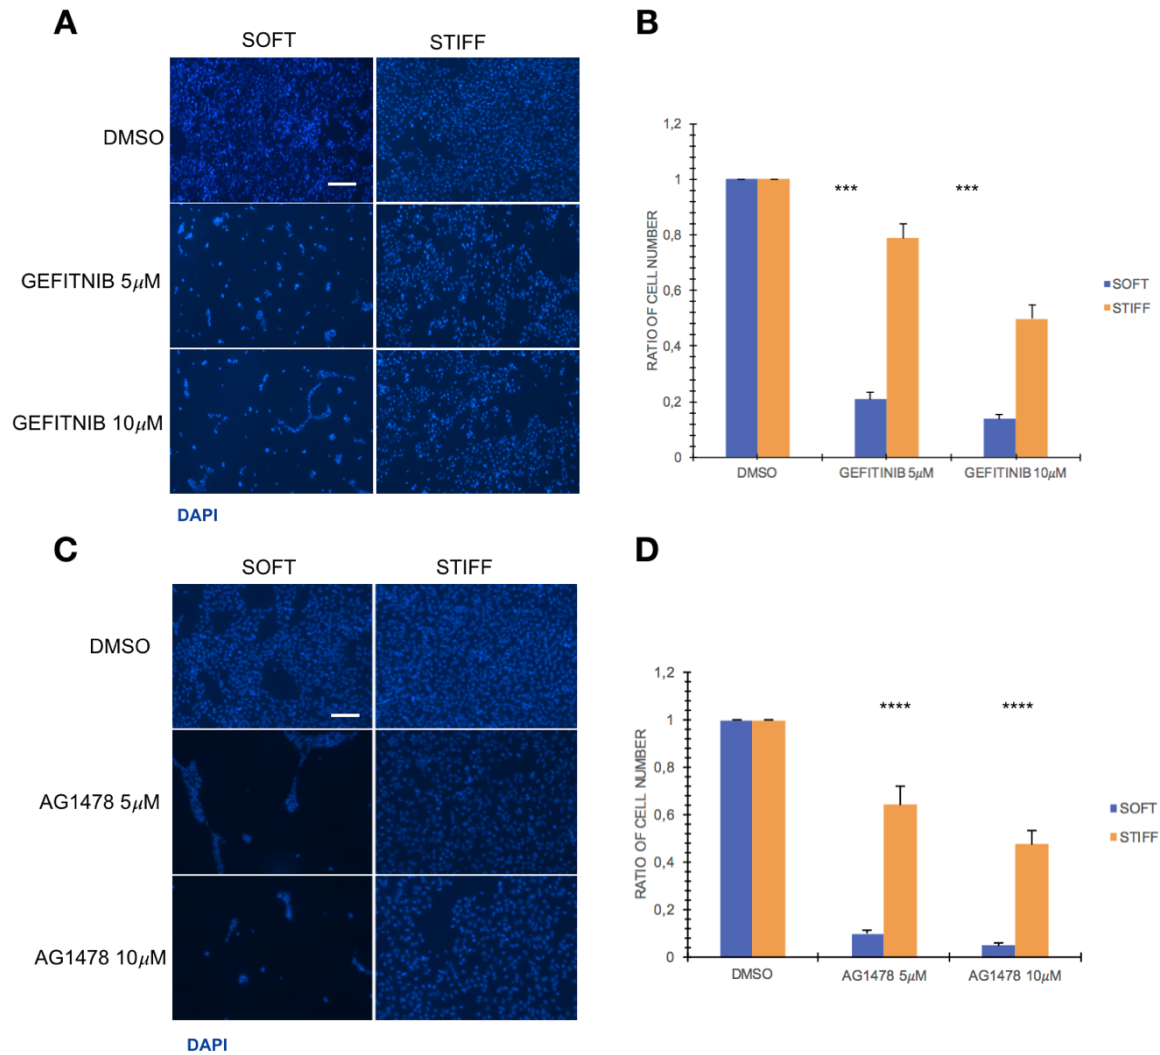 A
SOFT
STIFF
DMSO
GEFITNIB 5μM
GEFITNIB 10μM
DAPI
B
1,2
1
0,8
0,6
0,4
0,2
0
RATIO OF CELL NUMBER
***
***
DMSO
GEFITINIB 5μM
GEFITINIB 10μM
SOFT
STIFF
C
SOFT
STIFF
DMSO
AG1478 5μM
AG1478 10μM
DAPI
D
1,2
1
0,8
0,6
0,4
0,2
0
RATIO OF CELL NUMBER
****
****
DMSO
AG1478 5μM
AG1478 10μM
SOFT
STIFF